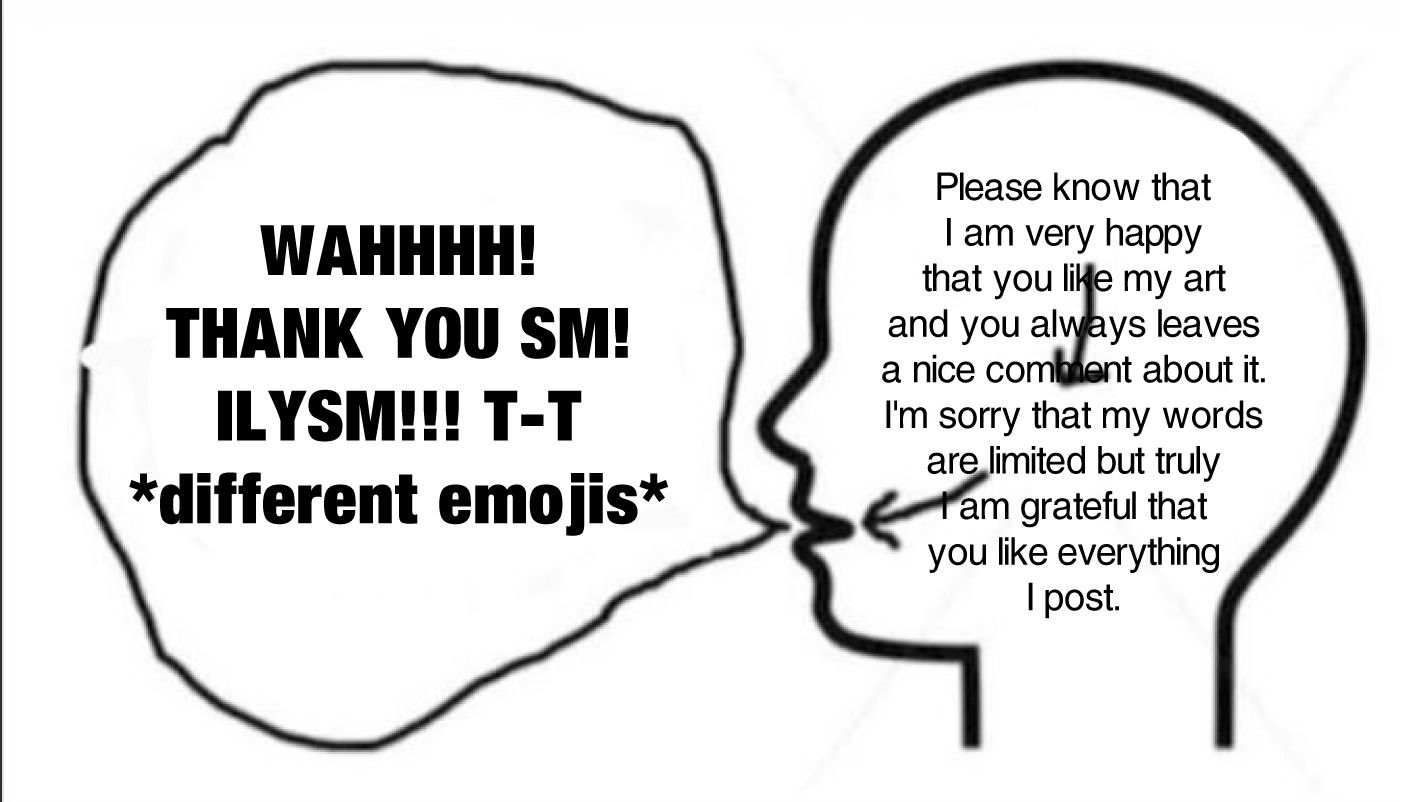 WAHHHH!
THANK YOU SM!
ILYSM!!! T-T
*different emojis*
Please know that
I am very happy
that you like my art
and you always leaves
a nice comment about it.
I'm sorry that my words
are limited but truly
I am grateful that
you like everything
I post.